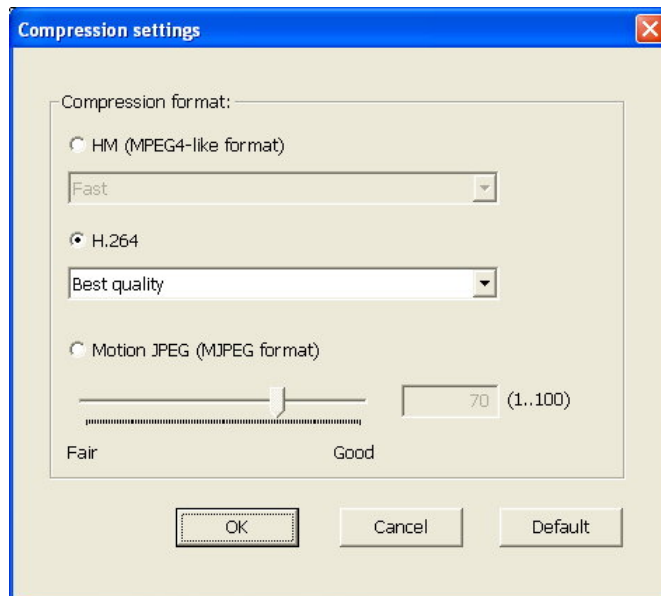 Compression settings
Compression format:
HM (MPEG4-like format)
Fast
H.264
Best quality
Motion JPEG (MJPEG format)
70 (1..100)
Fair Good
OK Cancel Default